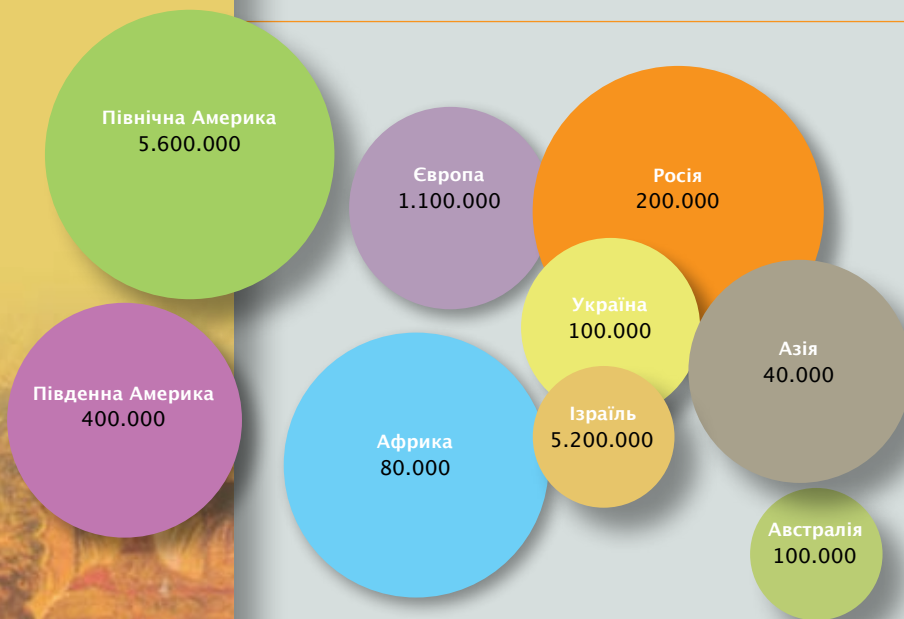 Північна Америка
5.600.000
Європа
1.100.000
Росія
200.000
Україна
100.000
Азія
40.000
Південна Америка
400.000
Африка
80.000
Ізраїль
5.200.000
Австралія
100.000